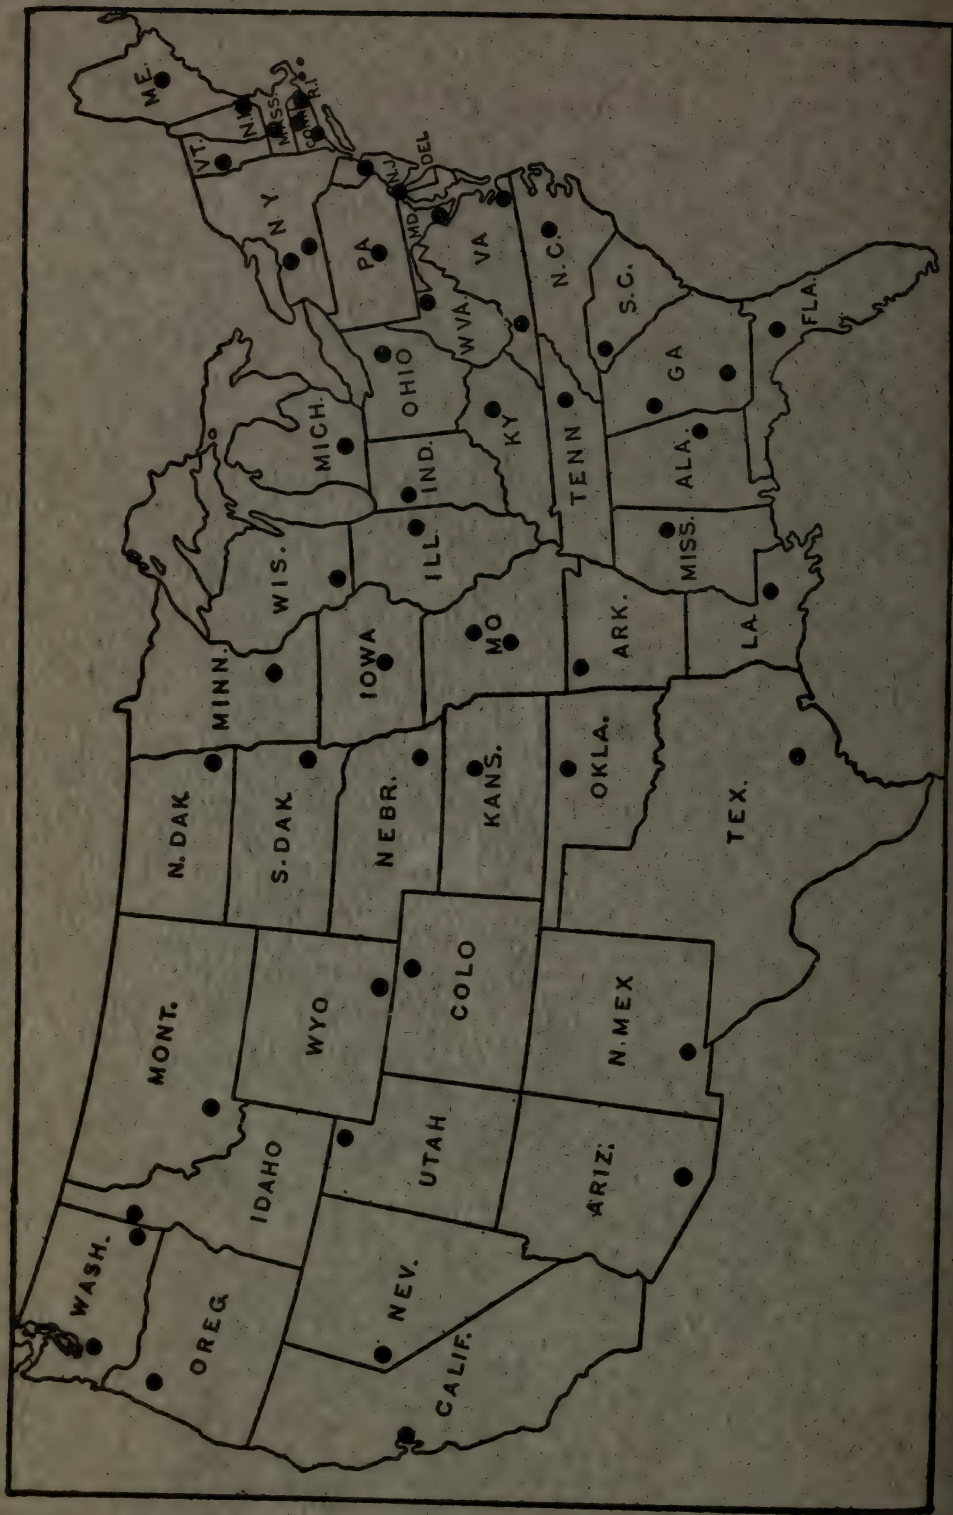 WASH.
OREG.
CALIF.
NEV.
IDAHO
MONT.
WYO
UTAH
ARIZ.
COLO
N.MEX
N.DAK
S.DAK
NEBR.
KANS.
OKLA.
TEX.
MINN.
IOWA
MO
ARK.
LA.
WIS.
ILL.
MISS.
MICH.
IND.
OHIO
KY
TENN
ALA.
GA
FLA.
S.C.
N.C.
VA
W VA.
PA
N Y
MD.
DEL
N.J.
VT.
N.H.
ME.
MASS.
CONN.
R.I.